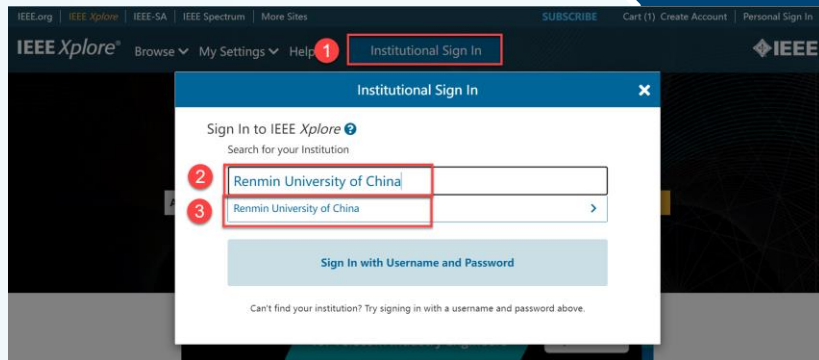 IEEE.org | IEEE Xplore | IEEE-SA | IEEE Spectrum | More Sites SUBSCRIBE Cart (1) Create Account | Personal Sign In
IEEE Xplore® Browse My Settings Help 1 Institutional Sign In IEEE
Institutional Sign In
Sign In to IEEE Xplore
Search for your Institution
2 Renmin University of China
3 Renmin University of China
Sign In with Username and Password
Can't find your institution? Try signing in with a username and password above.